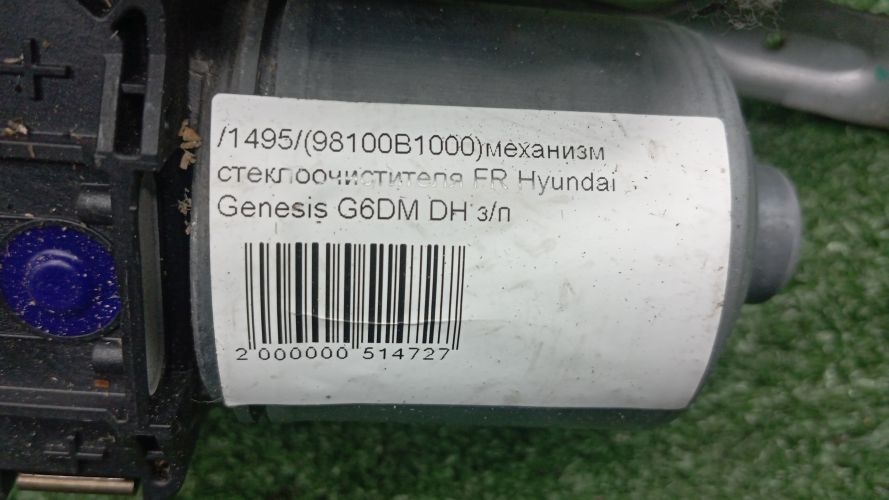 /1495/(98100B1000)механизм
стеклоочистителя FR Hyundai
Genesis G6DM DH з/п
2 000000 514727